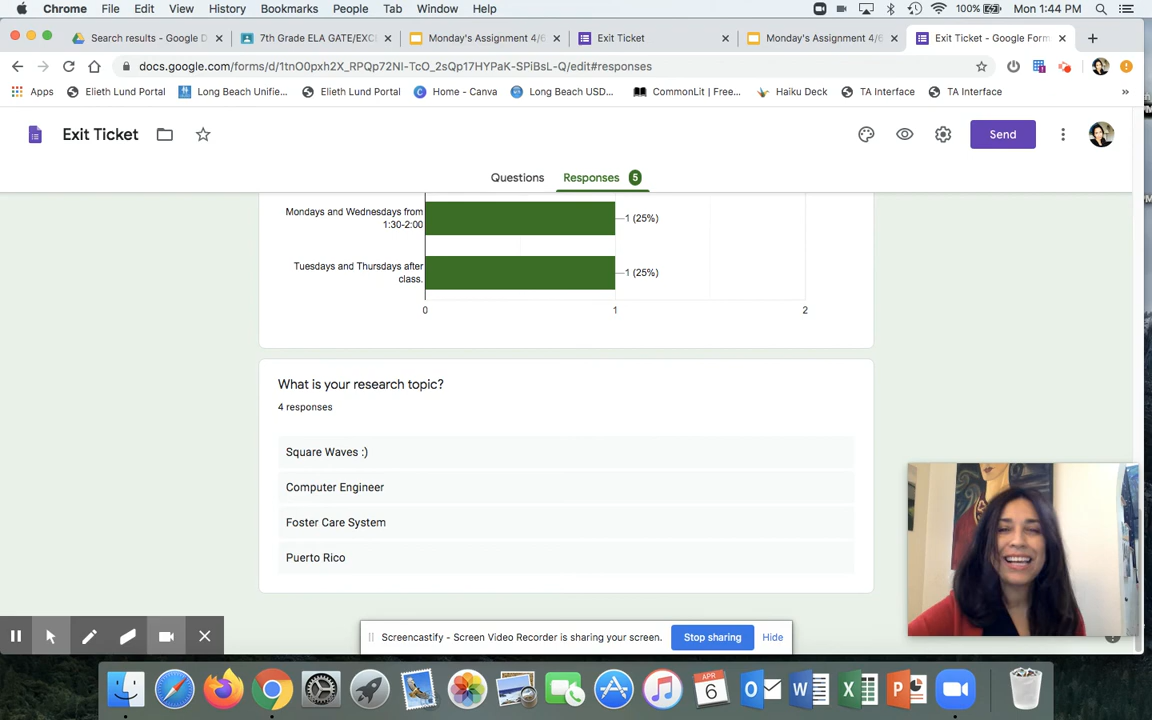 Chrome File Edit View History Bookmarks People Tab Window Help 100% Mon 1:44 PM
Search results - Google D
7th Grade ELA GATE/EXC
Monday's Assignment 4/6
Exit Ticket
Monday's Assignment 4/6
Exit Ticket - Google Form
docs.google.com/forms/d/1tnO0pxh2X_RPQp72NI-TcO_2sQp17HYPaK-SPiBsL-Q/edit#responses
Apps Elieth Lund Portal Long Beach Unifie... Elieth Lund Portal Home - Canva Long Beach USD... CommonLit | Free... Haiku Deck TA Interface TA Interface »
Exit Ticket
Send
Questions Responses 5
Mondays and Wednesdays from
1:30-2:00
1 (25%)
Tuesdays and Thursdays after
class.
1 (25%)
0 1 2
What is your research topic?
4 responses
Square Waves :)
Computer Engineer
Foster Care System
Puerto Rico
Screencastify - Screen Video Recorder is sharing your screen. Stop sharing Hide
APR
6